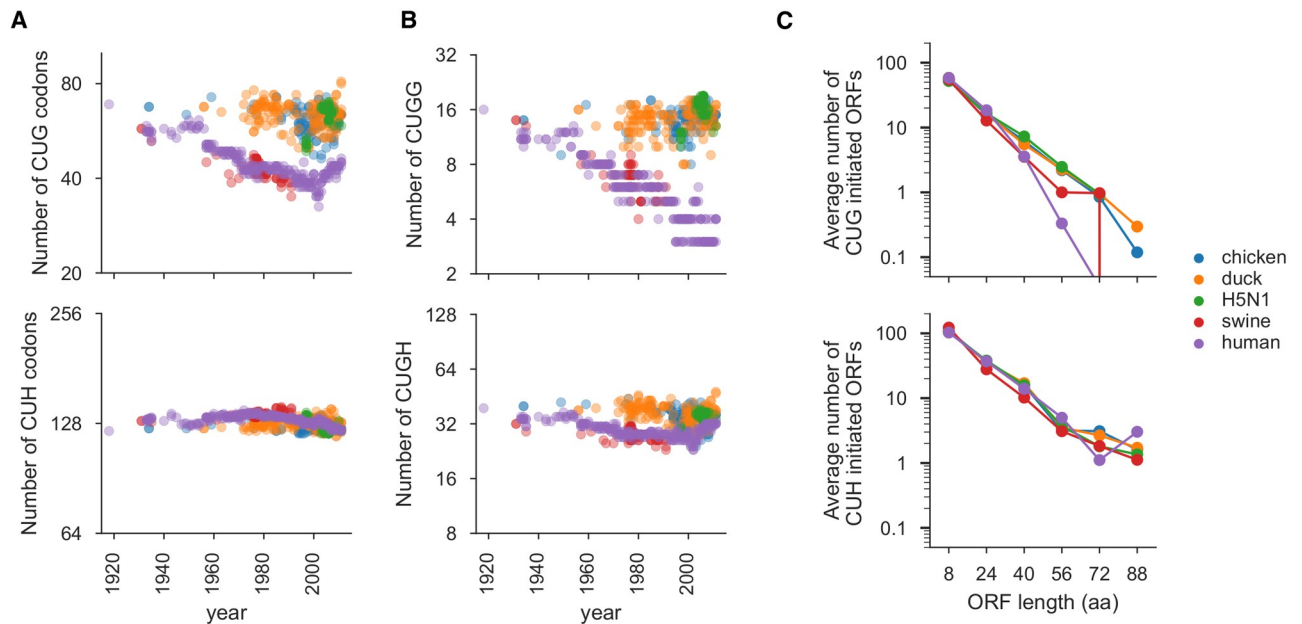 A
B
C
Number of CUG codons
80
40
20
Number of CUGG
32
16
8
4
2
Average number of
CUG initiated ORFs
100
10
1
0.1
chicken
duck
H5N1
swine
human
Number of CUH codons
256
128
64
1920
1940
1960
1980
2000
year
Number of CUGH
128
64
32
16
8
1920
1940
1960
1980
2000
year
Average number of
CUH initiated ORFs
100
10
1
0.1
8 24 40 56 72 88
ORF length (aa)